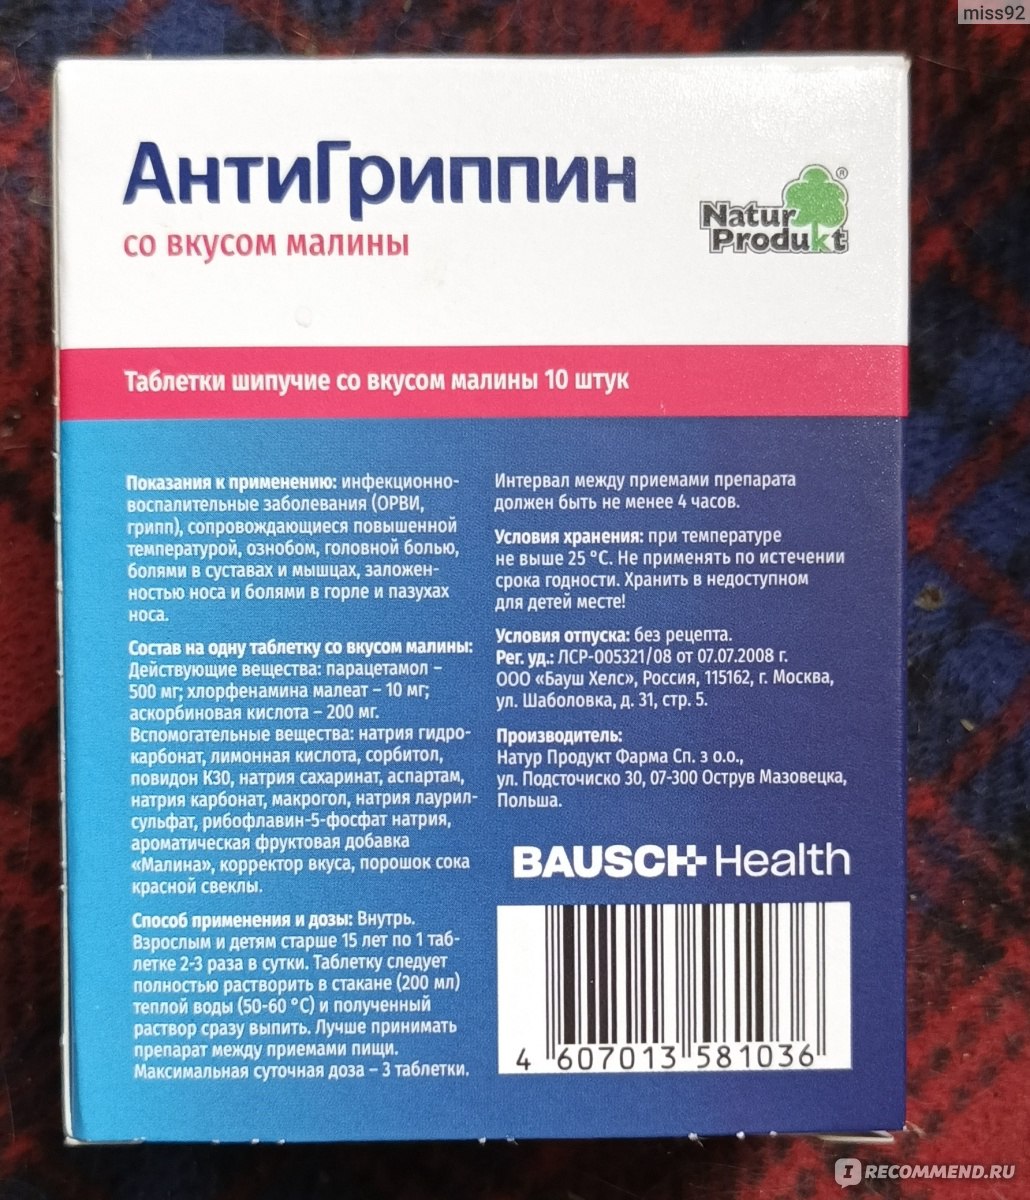 miss92
АнтиГриппин
со вкусом малины
Natur
Produkt
®
Таблетки шипучие со вкусом малины 10 штук
Показания к применению: инфекционно-
воспалительные заболевания (ОРВИ,
грипп), сопровождающиеся повышенной
температурой, ознобом, головной болью,
болями в суставах и мышцах, заложен-
ностью носа и болями в горле и пазухах
носа.
Состав на одну таблетку со вкусом малины:
Действующие вещества: парацетамол –
500 мг; хлорфенамина малеат – 10 мг;
аскорбиновая кислота – 200 мг.
Вспомогательные вещества: натрия гидро-
карбонат, лимонная кислота, сорбитол,
повидон К30, натрия сахаринат, аспартам,
натрия карбонат, макрогол, натрия лаурил-
сульфат, рибофлавин-5-фосфат натрия,
ароматическая фруктовая добавка
«Малина», корректор вкуса, порошок сока
красной свеклы.
Способ применения и дозы: Внутрь.
Взрослым и детям старше 15 лет по 1 таб-
летке 2-3 раза в сутки. Таблетку следует
полностью растворить в стакане (200 мл)
теплой воды (50-60 °С) и полученный
раствор сразу выпить. Лучше принимать
препарат между приемами пищи.
Максимальная суточная доза – 3 таблетки.
Интервал между приемами препарата
должен быть не менее 4 часов.
Условия хранения: при температуре
не выше 25 °С. Не применять по истечении
срока годности. Хранить в недоступном
для детей месте!
Условия отпуска: без рецепта.
Рег. уд.: ЛСР-005321/08 от 07.07.2008 г.
ООО «Бауш Хелс», Россия, 115162, г. Москва,
ул. Шаболовка, д. 31, стр. 5.
Производитель:
Натур Продукт Фарма Сп. з о.о.,
ул. Подсточиско 30, 07-300 Острув Мазовецка,
Польша.
BAUSCH Health
4 607013 581036
I RECOMMEND.RU